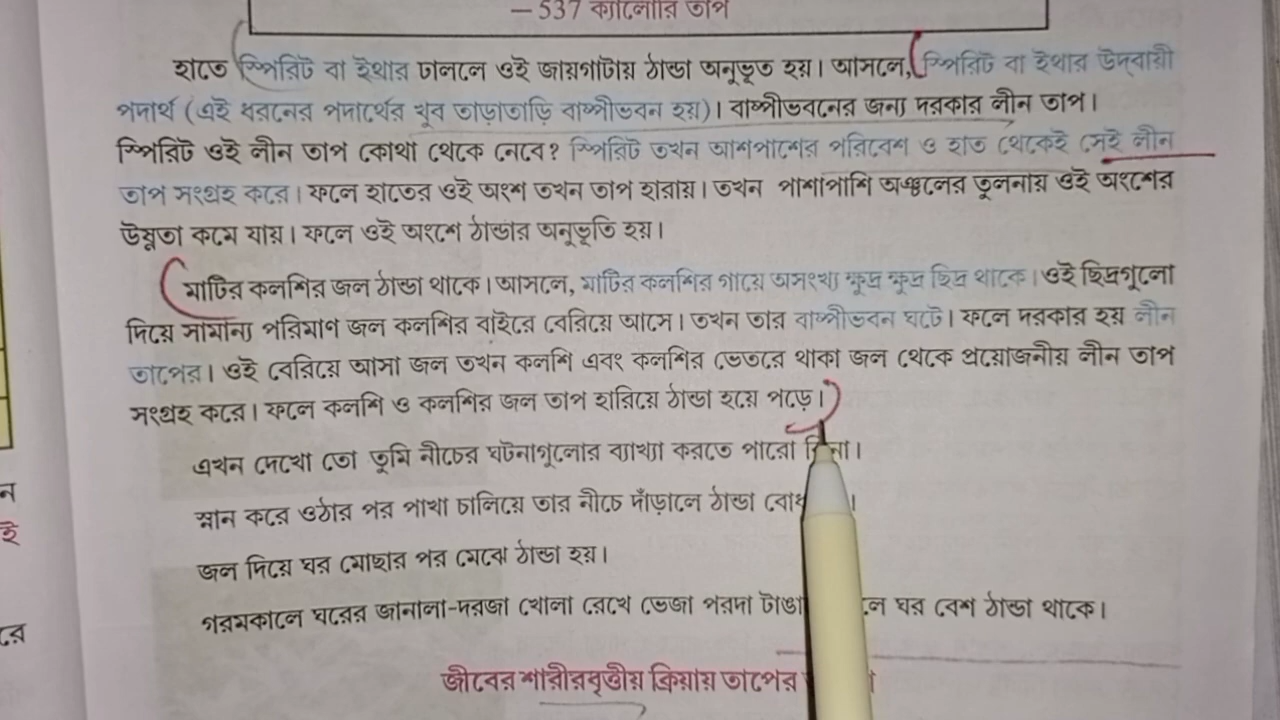 — 537 ক্যালোরি তাপ
হাতে স্পিরিট বা ইথার ঢাললে ওই জায়গাটায় ঠান্ডা অনুভূত হয়। আসলে, স্পিরিট বা ইথার উদ্‌বায়ী
পদার্থ (এই ধরনের পদার্থের খুব তাড়াতাড়ি বাষ্পীভবন হয়)। বাষ্পীভবনের জন্য দরকার লীন তাপ।
স্পিরিট ওই লীন তাপ কোথা থেকে নেবে? স্পিরিট তখন আশপাশের পরিবেশ ও হাত থেকেই সেই লীন
তাপ সংগ্রহ করে। ফলে হাতের ওই অংশ তখন তাপ হারায়। তখন পাশাপাশি অঞ্চলের তুলনায় ওই অংশের
উষ্ণতা কমে যায়। ফলে ওই অংশে ঠান্ডার অনুভূতি হয়।
মাটির কলশির জল ঠান্ডা থাকে। আসলে, মাটির কলশির গায়ে অসংখ্য ক্ষুদ্র ক্ষুদ্র ছিদ্র থাকে। ওই ছিদ্রগুলো
দিয়ে সামান্য পরিমাণ জল কলশির বাইরে বেরিয়ে আসে। তখন তার বাষ্পীভবন ঘটে। ফলে দরকার হয় লীন
তাপের। ওই বেরিয়ে আসা জল তখন কলশি এবং কলশির ভেতরে থাকা জল থেকে প্রয়োজনীয় লীন তাপ
সংগ্রহ করে। ফলে কলশি ও কলশির জল তাপ হারিয়ে ঠান্ডা হয়ে পড়ে।
এখন দেখো তো তুমি নীচের ঘটনাগুলোর ব্যাখ্যা করতে পারো কিনা।
স্নান করে ওঠার পর পাখা চালিয়ে তার নীচে দাঁড়ালে ঠান্ডা বোধ ।
জল দিয়ে ঘর মোছার পর মেঝে ঠান্ডা হয়।
গরমকালে ঘরের জানালা-দরজা খোলা রেখে ভেজা পরদা ঘর বেশ ঠান্ডা থাকে।
জীবের শারীরবৃত্তীয় ক্রিয়ায় তাপের
ন
ই
রে